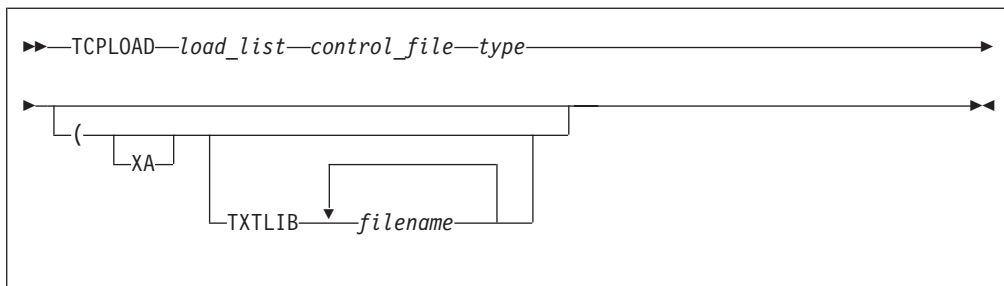 TCPLOAD load_list control_file type
(
XA
TXTLIB filename